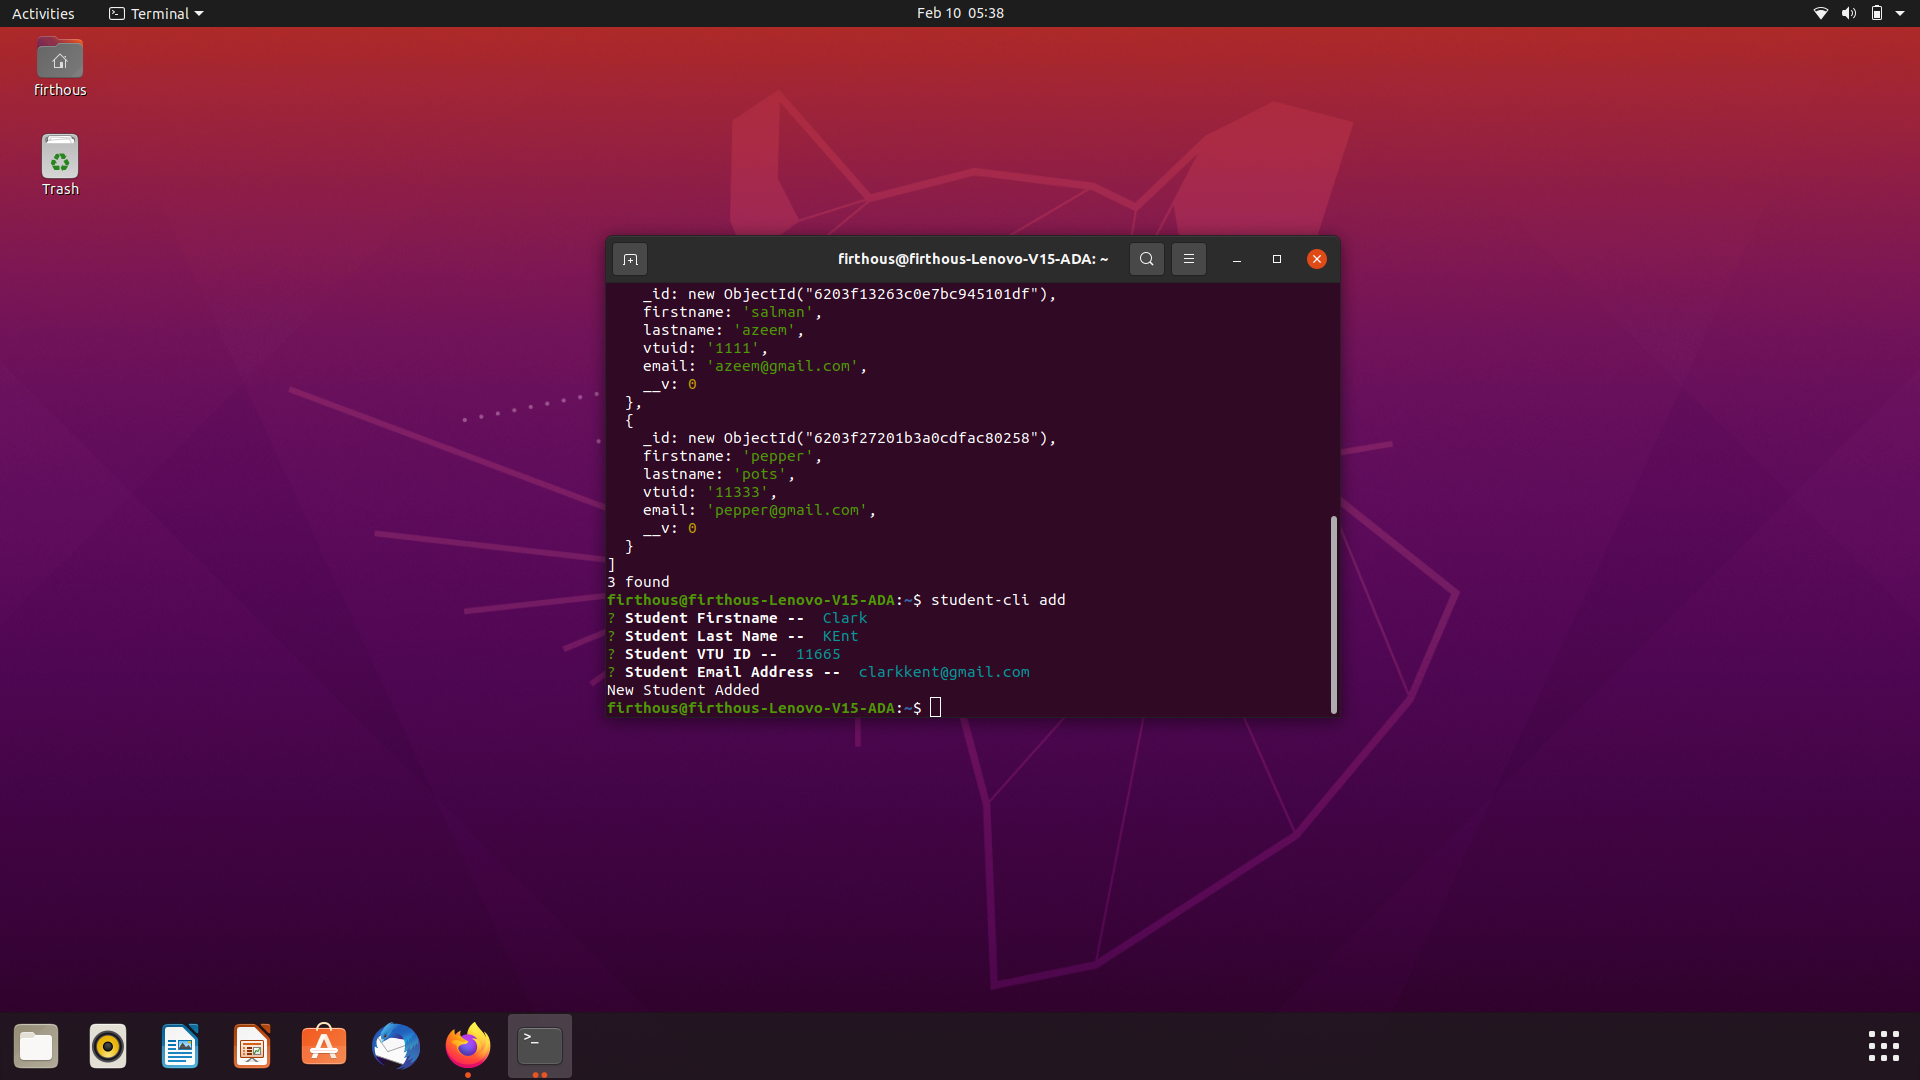 Activities
Terminal
Feb 10 05:38
firthous
Trash
firthous@firthous-Lenovo-V15-ADA: ~
_id: new ObjectId("6203f13263c0e7bc945101df"),
firstname: 'salman',
lastname: 'azeem',
vtuid: '1111',
email: 'azeem@gmail.com',
__v: 0
},
{
_id: new ObjectId("6203f27201b3a0cdfac80258"),
firstname: 'pepper',
lastname: 'pots',
vtuid: '11333',
email: 'pepper@gmail.com',
__v: 0
}
]
3 found
firthous@firthous-Lenovo-V15-ADA:~$ student-cli add
? Student Firstname -- Clark
? Student Last Name -- KEnt
? Student VTU ID -- 11665
? Student Email Address -- clarkkent@gmail.com
New Student Added
firthous@firthous-Lenovo-V15-ADA:~$